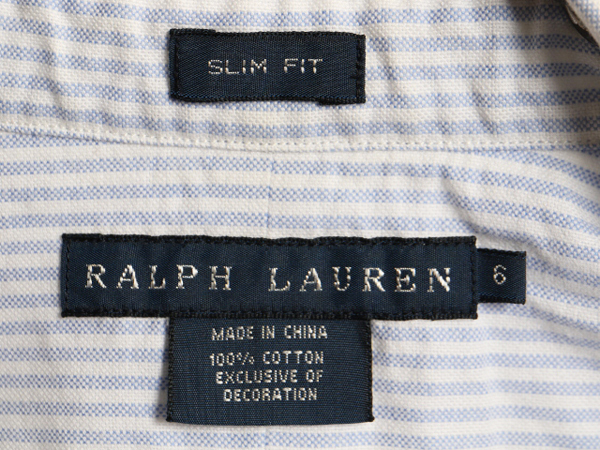 SLIM FIT
RALPH LAUREN 6
MADE IN CHINA
100% COTTON
EXCLUSIVE OF
DECORATION